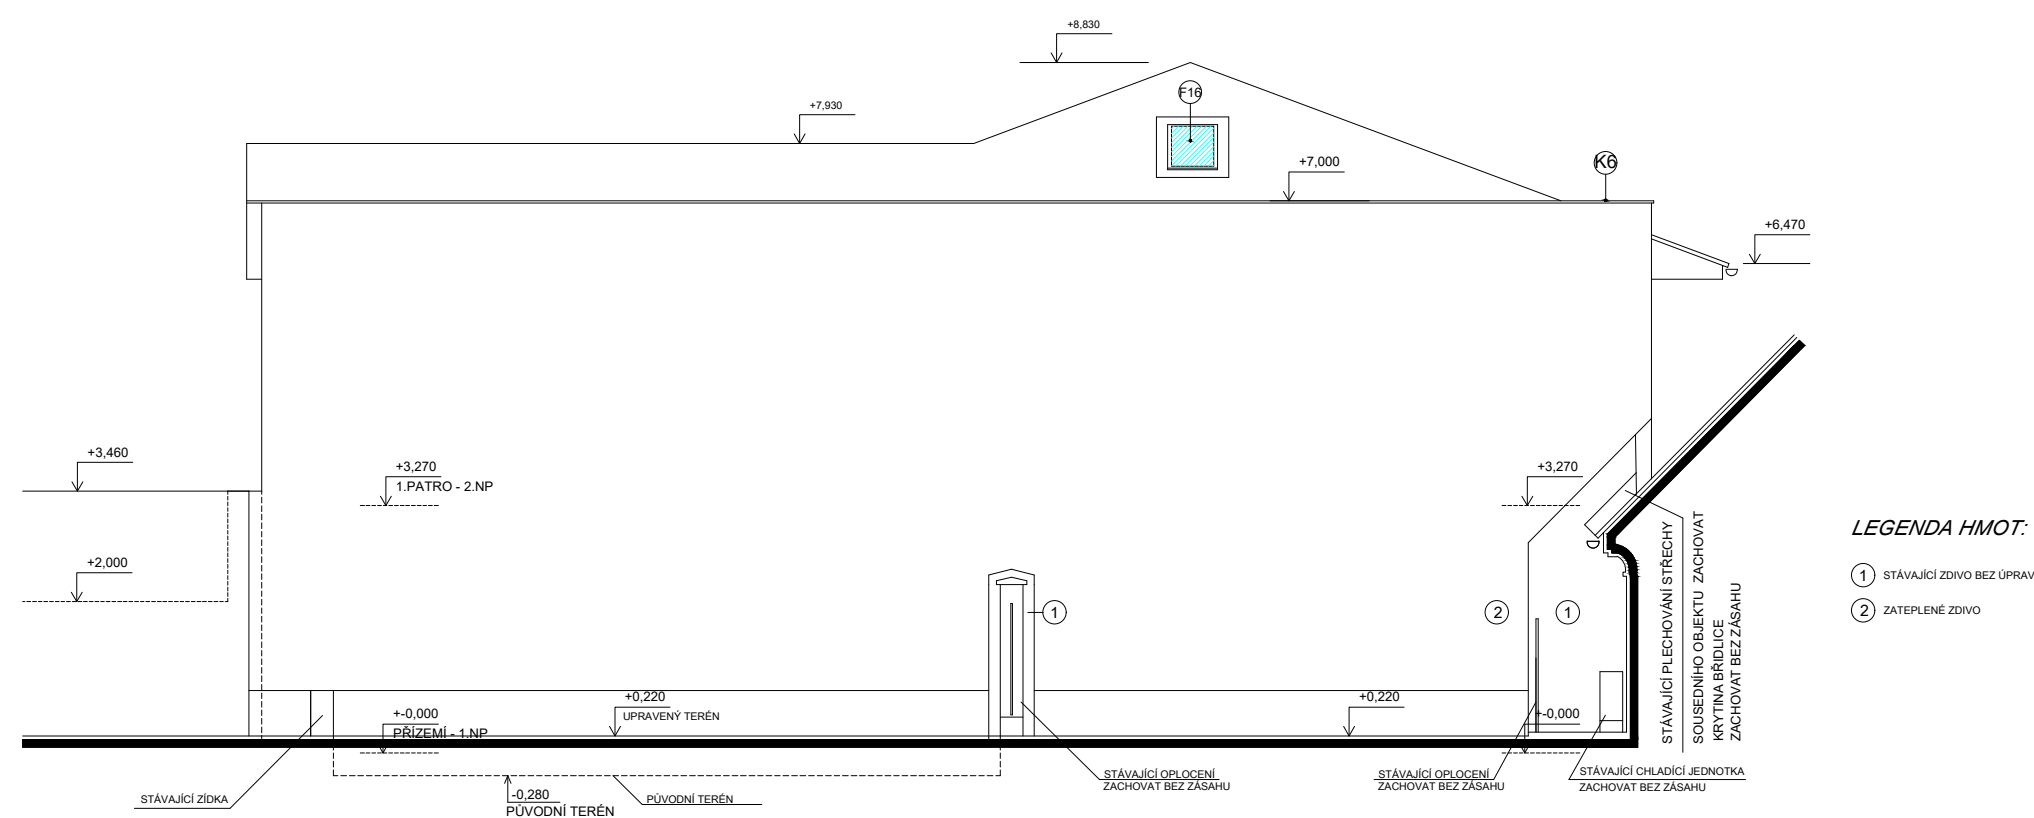 +8,830
F16
+7,930
+7,000
K6
+6,470
+3,460
+3,270
1.PATRO - 2.NP
+3,270
+2,000
LEGENDA HMOT:
1 STÁVAJÍCÍ ZDIVO BEZ ÚPRAV
2 ZATEPLENÉ ZDIVO
1
2
1
STÁVAJÍCÍ PLECHOVÁNÍ STŘECHY
SOUSEDNÍHO OBJEKTU ZACHOVAT
KRYTINA BŘIDLICE
ZACHOVAT BEZ ZÁSAHU
+-0,000
PŘÍZEMÍ - 1.NP
+0,220
UPRAVENÝ TERÉN
+0,220
+-0,000
STÁVAJÍCÍ ZÍDKA
-0,280
PŮVODNÍ TERÉN
PŮVODNÍ TERÉN
STÁVAJÍCÍ OPLOCENÍ
ZACHOVAT BEZ ZÁSAHU
STÁVAJÍCÍ OPLOCENÍ
ZACHOVAT BEZ ZÁSAHU
STÁVAJÍCÍ CHLADÍCÍ JEDNOTKA
ZACHOVAT BEZ ZÁSAHU